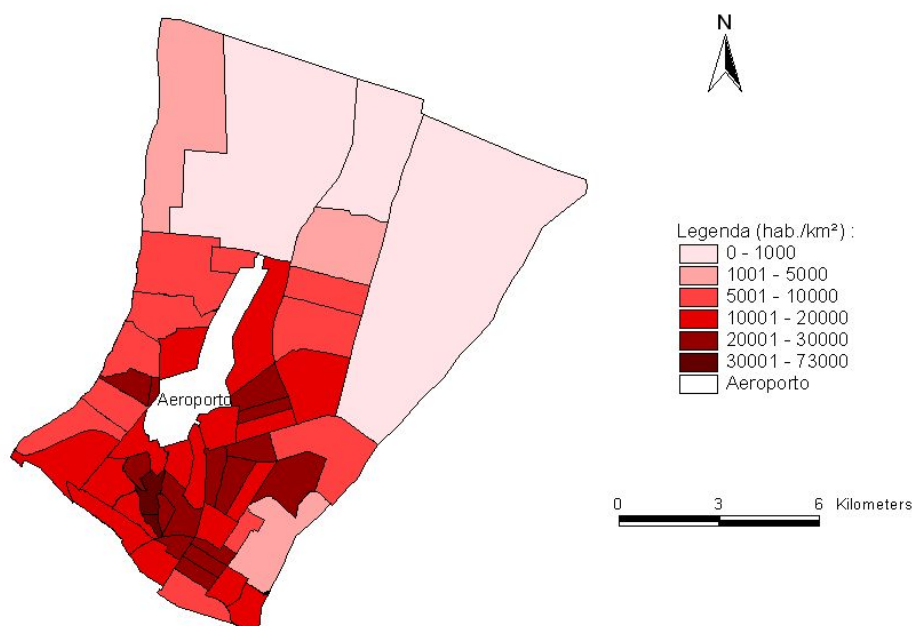 N
Legenda (hab./km²) :
0 - 1000
1001 - 5000
5001 - 10000
10001 - 20000
20001 - 30000
30001 - 73000
Aeroporto
Aeroporto
0 3 6 Kilometers